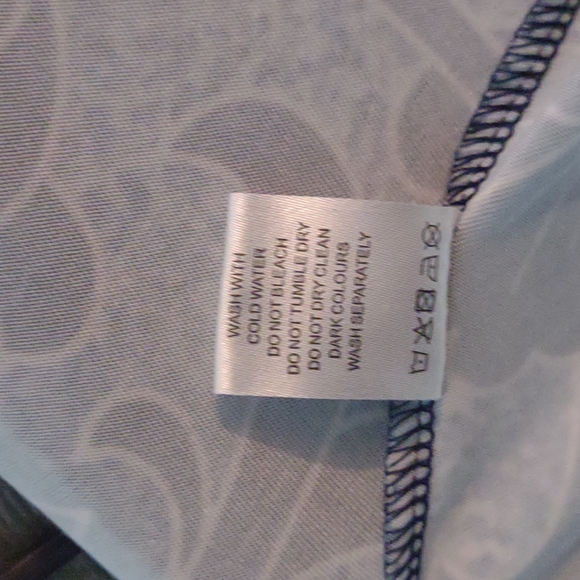 WASH WITH
COLD WATER
DO NOT BLEACH
DO NOT TUMBLE DRY
DO NOT DRY CLEAN
DARK COLOURS
WASH SEPARATELY